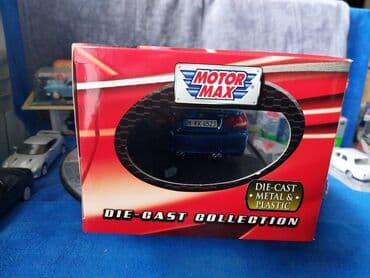 MOTOR
MAX
DIE-CAST
METAL &
PLASTIC
DIE-CAST COLLECTION